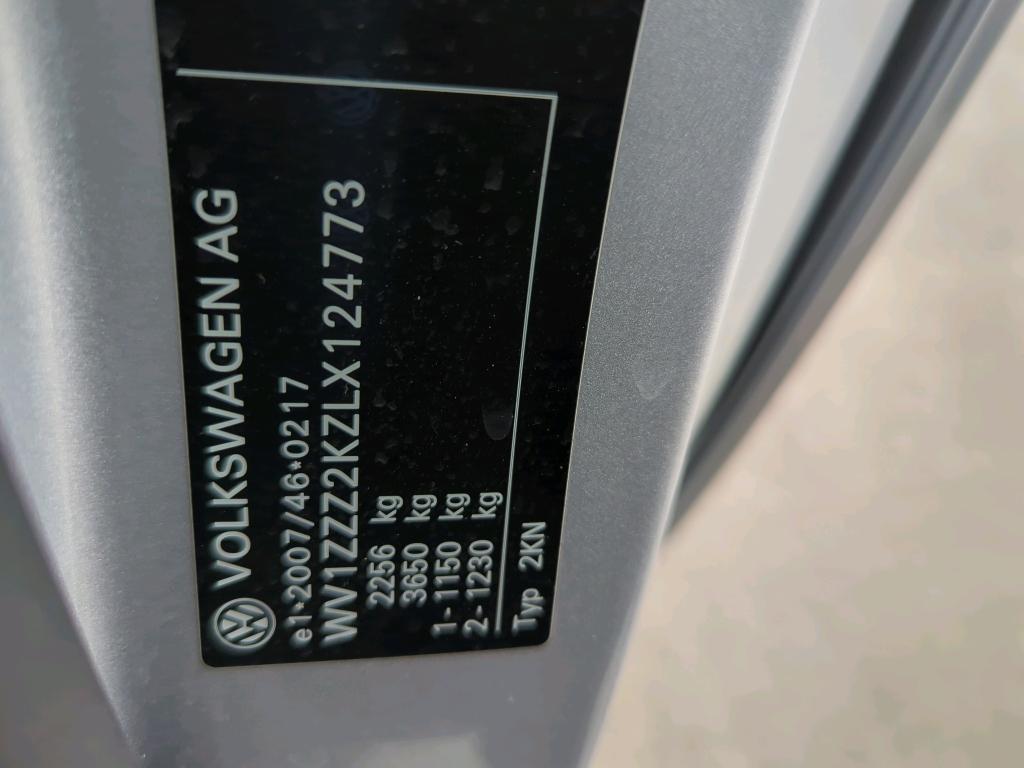 VOLKSWAGEN AG
e1*2007/46*0217
WV1ZZZ2KZLX124773
2256 kg
3650 kg
1- 1150 kg
2- 1230 kg
Typ 2KN